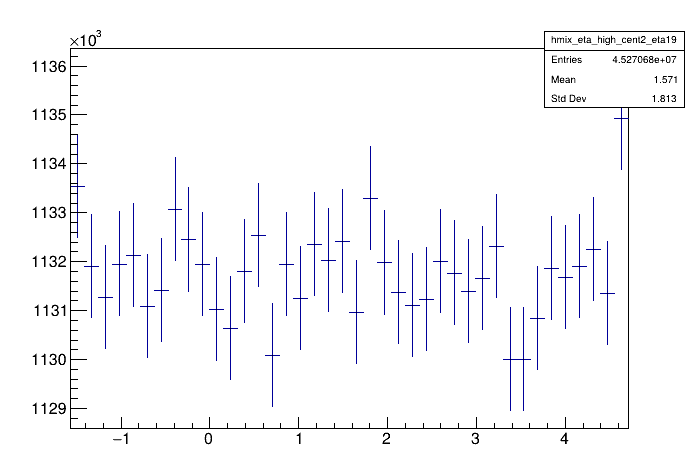 ×10³
hmix_eta_high_cent2_eta19
Entries 4.527068e+07
Mean 1.571
Std Dev 1.813
1136
1135
1134
1133
1132
1131
1130
1129
−1 0 1 2 3 4